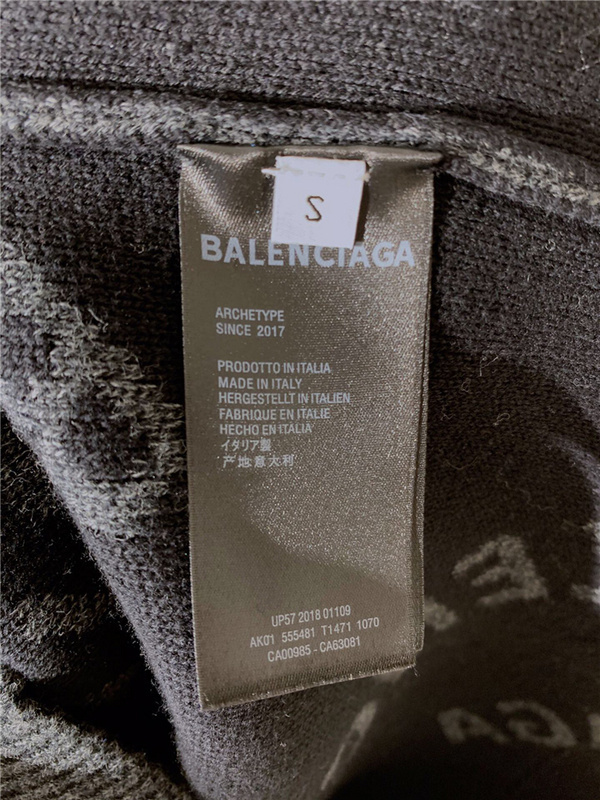 S
BALENCIAGA
ARCHETYPE
SINCE 2017
PRODOTTO IN ITALIA
MADE IN ITALY
HERGESTELLT IN ITALIEN
FABRIQUE EN ITALIE
HECHO EN ITALIA
イタリア製
产地意大利
UP57 2018 01109
AK01 555481 T1471 1070
CA00985 - CA63081